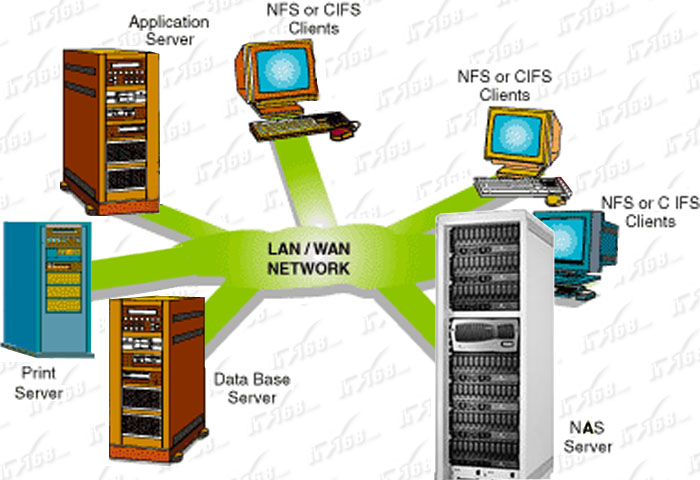 Application
Server
NFS or CIFS
Clients
NFS or CIFS
Clients
NFS or C IFS
Clients
LAN / WAN
NETWORK
Print
Server
Data Base
Server
NAS
Server